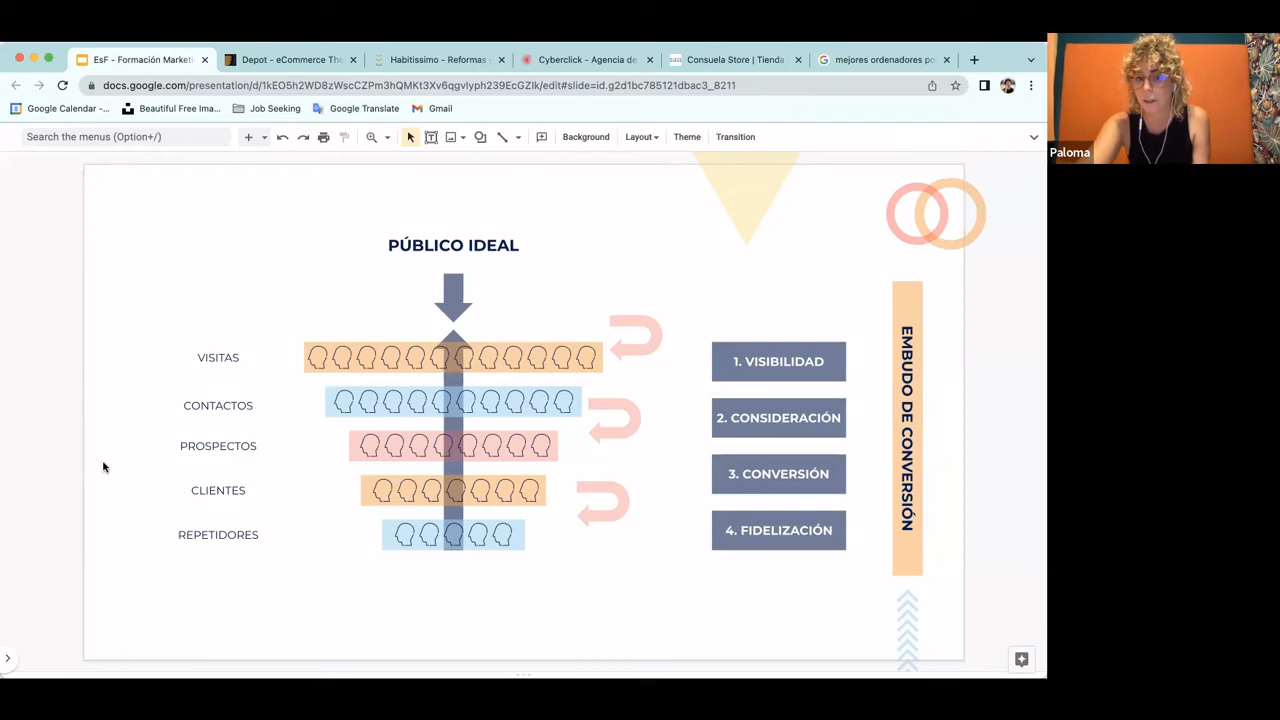 EsF - Formación Marketi
Depot - eCommerce The
Habitissimo - Reformas
Cyberclick - Agencia de
Consuela Store | Tienda
mejores ordenadores po
docs.google.com/presentation/d/1kEO5h2WD8zWscCZPm3hQMKt3Xv6qgvlyph239EcGZlk/edit#slide=id.g2d1bc785121dbac3_8211
Google Calendar -...
Beautiful Free Ima...
Job Seeking
Google Translate
Gmail
Search the menus (Option+/)
Background
Layout
Theme
Transition
Paloma
PÚBLICO IDEAL
VISITAS
CONTACTOS
PROSPECTOS
CLIENTES
REPETIDORES
1. VISIBILIDAD
2. CONSIDERACIÓN
3. CONVERSIÓN
4. FIDELIZACIÓN
EMBUDO DE CONVERSIÓN